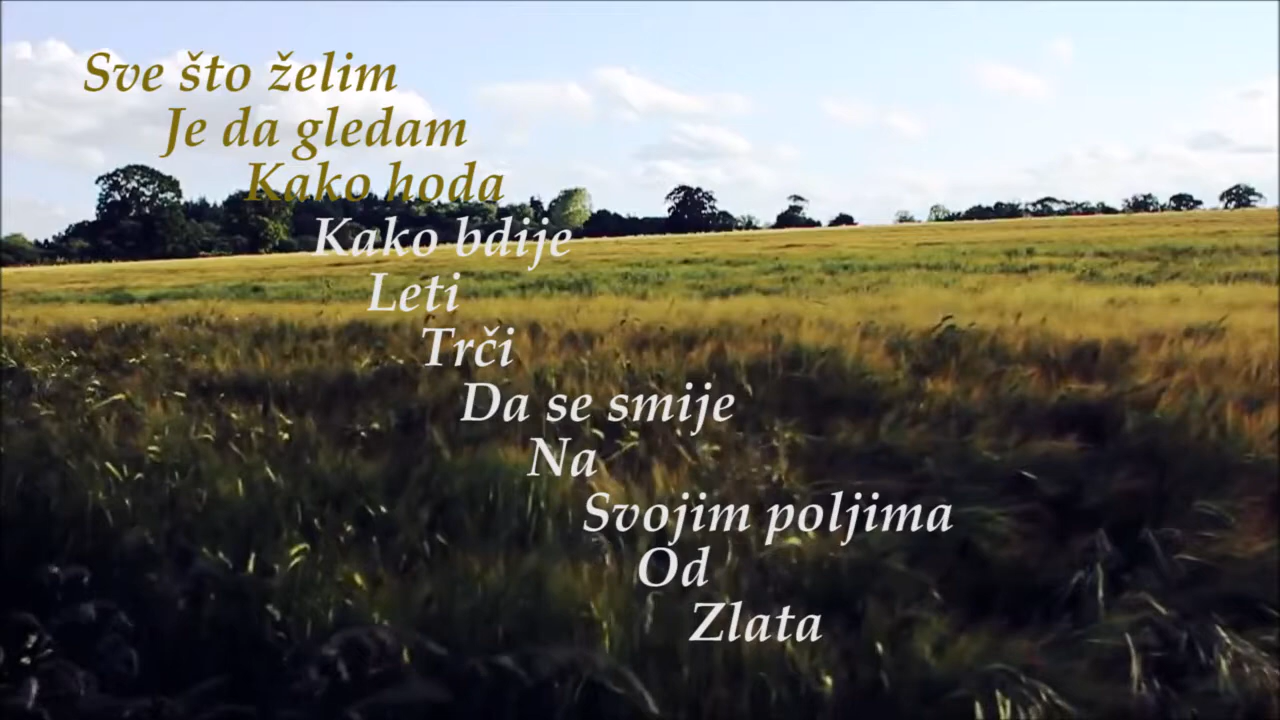 Sve što želim
Je da gledam
Kako hoda
Kako bdije
Leti
Trči
Da se smije
Na
Svojim poljima
Od
Zlata